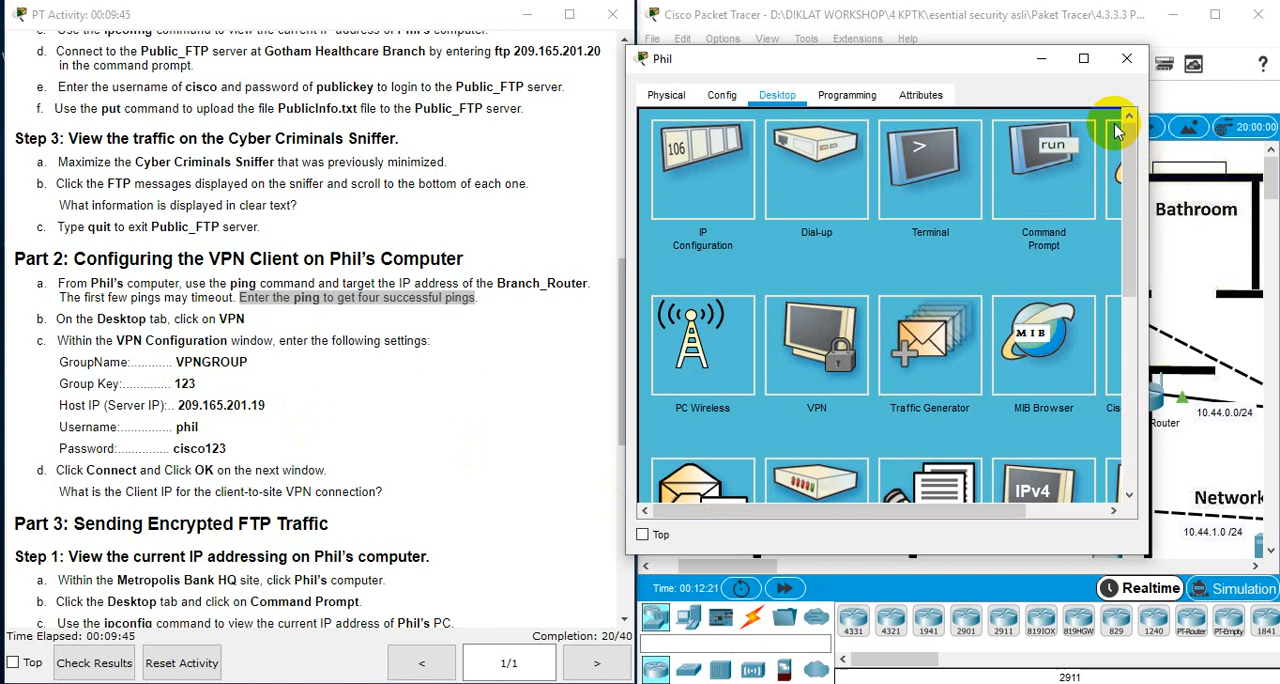 PT Activity: 00:09:45
c. Use the ipconfig command to view the current IP address of Phil's computer.
d. Connect to the Public_FTP server at Gotham Healthcare Branch by entering ftp 209.165.201.20
in the command prompt.
e. Enter the username of cisco and password of publickey to login to the Public_FTP server.
f. Use the put command to upload the file PublicInfo.txt file to the Public_FTP server.
Step 3: View the traffic on the Cyber Criminals Sniffer.
a. Maximize the Cyber Criminals Sniffer that was previously minimized.
b. Click the FTP messages displayed on the sniffer and scroll to the bottom of each one.
What information is displayed in clear text?
c. Type quit to exit Public_FTP server.
Part 2: Configuring the VPN Client on Phil's Computer
a. From Phil's computer, use the ping command and target the IP address of the Branch_Router.
The first few pings may timeout. Enter the ping to get four successful pings.
b. On the Desktop tab, click on VPN
c. Within the VPN Configuration window, enter the following settings:
GroupName:............ VPNGROUP
Group Key:.............. 123
Host IP (Server IP):.. 209.165.201.19
Username:............... phil
Password:............... cisco123
d. Click Connect and Click OK on the next window.
What is the Client IP for the client-to-site VPN connection?
Part 3: Sending Encrypted FTP Traffic
Step 1: View the current IP addressing on Phil's computer.
a. Within the Metropolis Bank HQ site, click Phil's computer.
b. Click the Desktop tab and click on Command Prompt.
c. Use the ipconfig command to view the current IP address of Phil's PC.
Time Elapsed: 00:09:45
Completion: 20/40
Top
Check Results
Reset Activity
<
1/1
>
Cisco Packet Tracer - D:\DIKLAT WORKSHOP\4 KPTK\esential security asli\Paket Tracer\4.3.3.3 P...
File Edit Options View Tools Extensions Help
?
Phil
Physical Config Desktop Programming Attributes
106
>
run
IP
Configuration
Dial-up
Terminal
Command
Prompt
MIB
PC Wireless
VPN
Traffic Generator
MIB Browser
Cis
IPv4
Top
20:00:00
Bathroom
10.44.0.0/24
Router
Network
10.44.1.0 /24
Time: 00:12:21
Realtime
Simulation
4331 4321 1941 2901 2911 819IOX 819HGW 829 1240 PT-Router PT-Empty 1841
2911